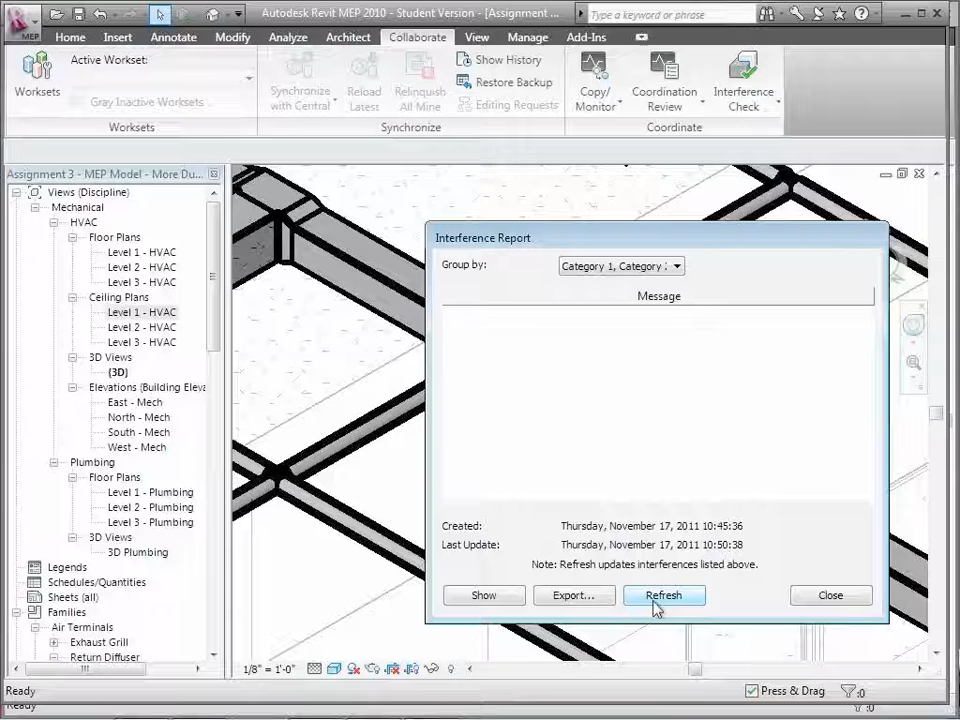 Autodesk Revit MEP 2010 - Student Version - [Assignment ...
Type a keyword or phrase
MEP
Home
Insert
Annotate
Modify
Analyze
Architect
Collaborate
View
Manage
Add-Ins
Worksets
Active Workset:
Gray Inactive Worksets
Synchronize
with Central
Reload
Latest
Relinquish
All Mine
Show History
Restore Backup
Editing Requests
Copy/
Monitor
Coordination
Review
Interference
Check
Worksets
Synchronize
Coordinate
Assignment 3 - MEP Model - More Du...
Views (Discipline)
Mechanical
HVAC
Floor Plans
Level 1 - HVAC
Level 2 - HVAC
Level 3 - HVAC
Ceiling Plans
Level 1 - HVAC
Level 2 - HVAC
Level 3 - HVAC
3D Views
(3D)
Elevations (Building Eleva
East - Mech
North - Mech
South - Mech
West - Mech
Plumbing
Floor Plans
Level 1 - Plumbing
Level 2 - Plumbing
Level 3 - Plumbing
3D Views
3D Plumbing
Legends
Schedules/Quantities
Sheets (all)
Families
Air Terminals
Exhaust Grill
Return Diffuser
Interference Report
Group by:
Category 1, Category :
Message
Created:
Thursday, November 17, 2011 10:45:36
Last Update:
Thursday, November 17, 2011 10:50:38
Note: Refresh updates interferences listed above.
Show
Export...
Refresh
Close
1/8" = 1'-0"
Ready
Press & Drag
:0
Ready
:0